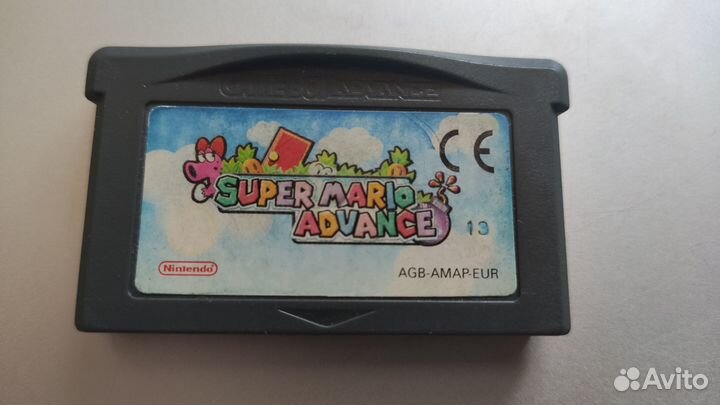 GAME BOY ADVANCE
CE
SUPER MARIO
ADVANCE
13
Nintendo
AGB-AMAP-EUR
Avito